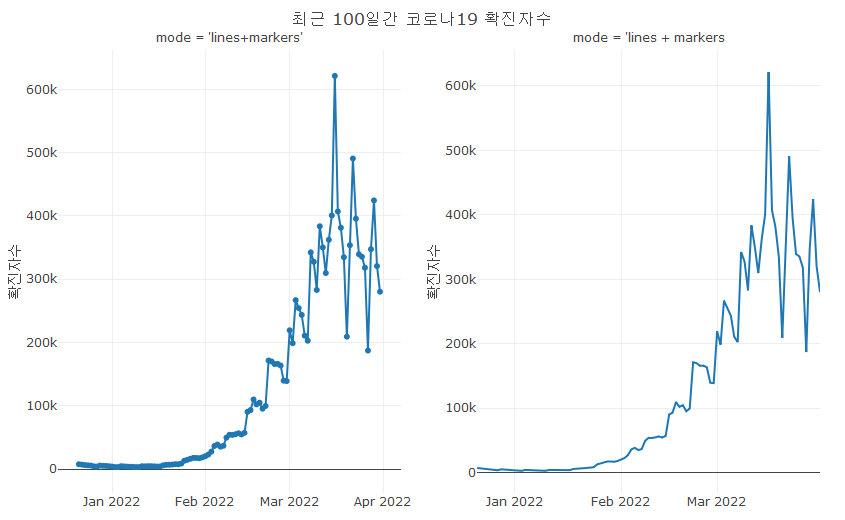 최근 100일간 코로나19 확진자수
mode = 'lines+markers'
600k
500k
400k
300k
200k
100k
0
확진자수
Jan 2022
Feb 2022
Mar 2022
Apr 2022
mode = 'lines + markers
600k
500k
400k
300k
200k
100k
0
확진자수
Jan 2022
Feb 2022
Mar 2022